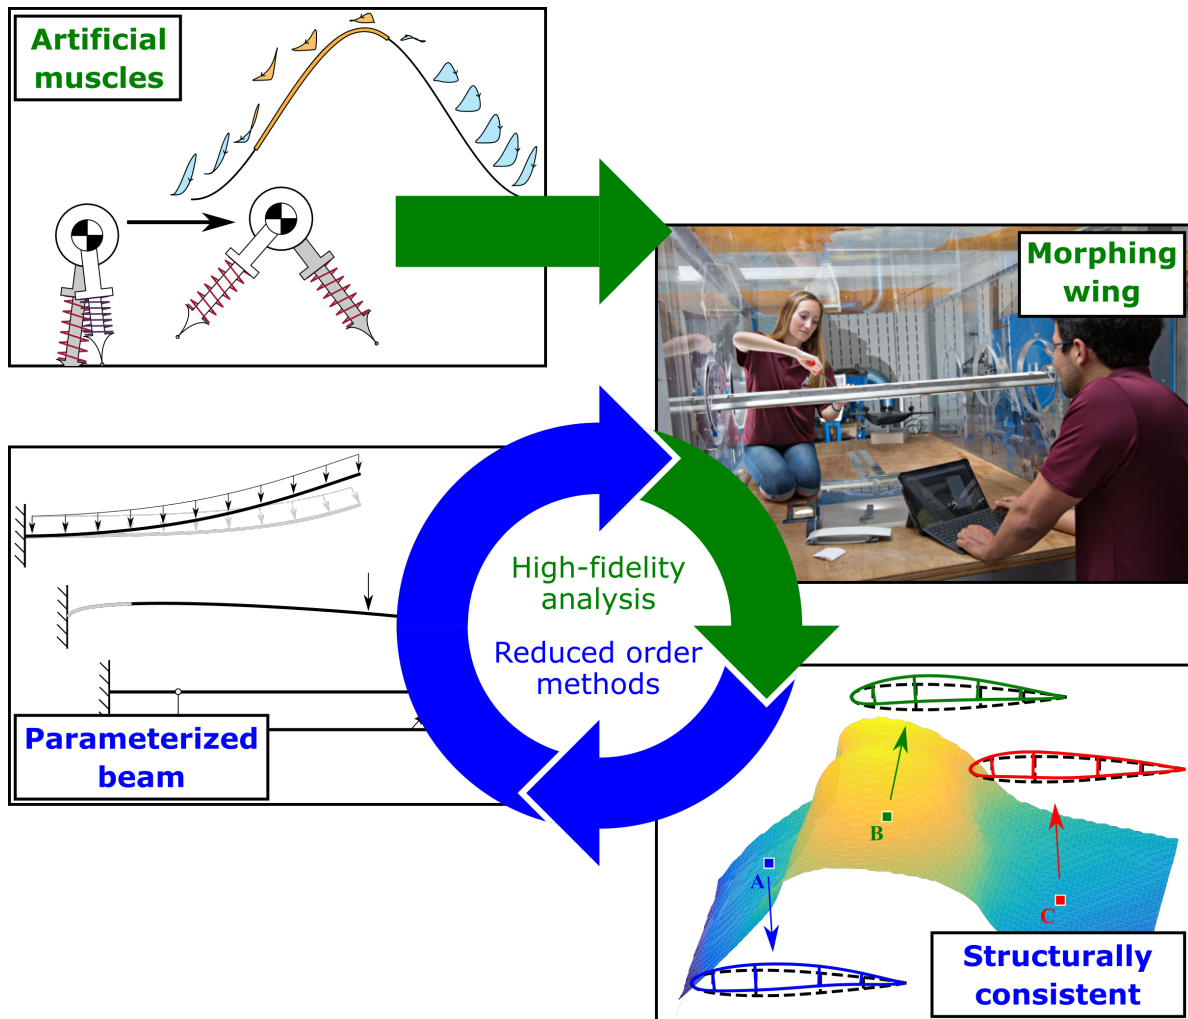 Artificial
muscles
Morphing
wing
High-fidelity
analysis
Reduced order
methods
Parameterized
beam
B
A
C
Structurally
consistent